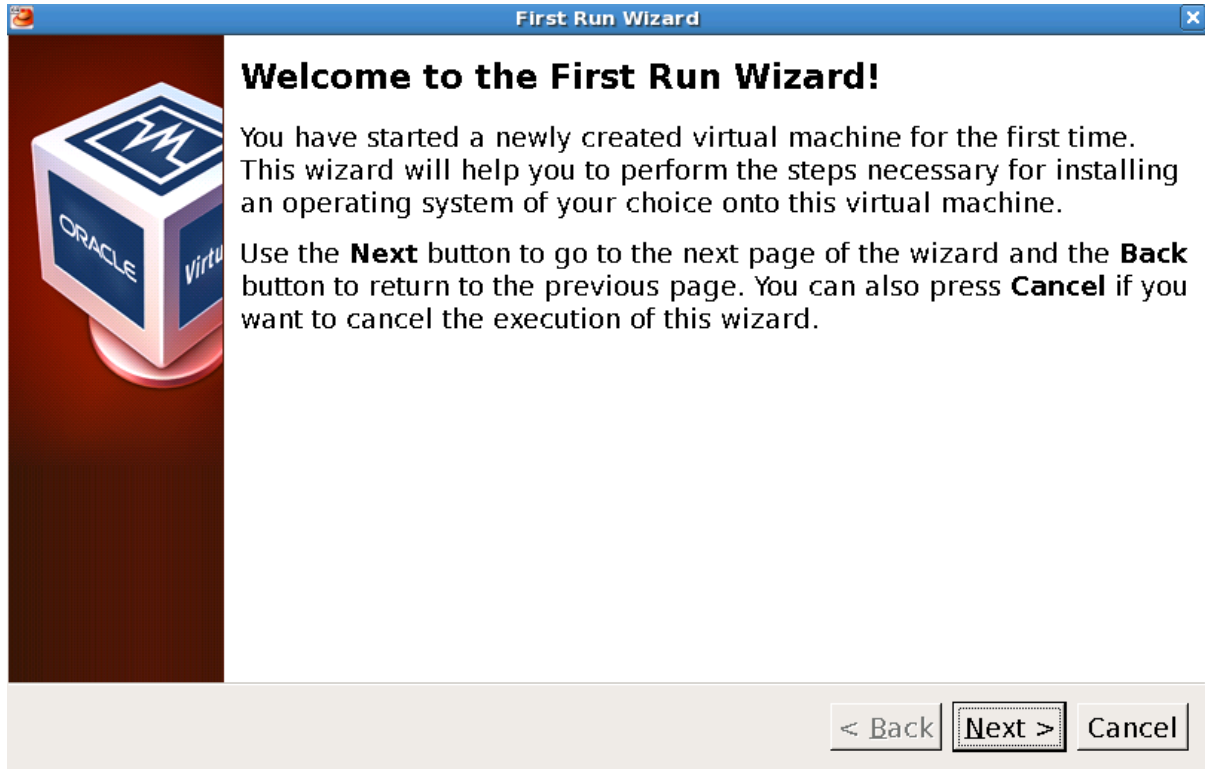 First Run Wizard
Welcome to the First Run Wizard!
You have started a newly created virtual machine for the first time.
This wizard will help you to perform the steps necessary for installing
an operating system of your choice onto this virtual machine.
Use the Next button to go to the next page of the wizard and the Back
button to return to the previous page. You can also press Cancel if you
want to cancel the execution of this wizard.
ORACLE
Virtu
< Back
Next >
Cancel